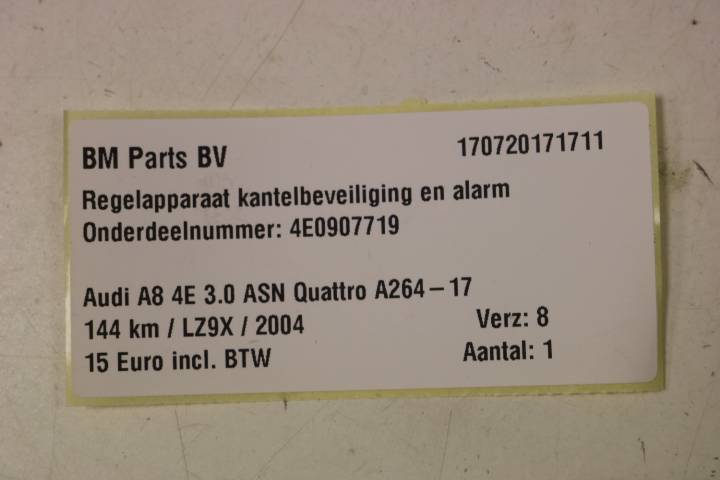 BM Parts BV 170720171711
Regelapparaat kantelbeveiliging en alarm
Onderdeelnummer: 4E0907719
Audi A8 4E 3.0 ASN Quattro A264-17
144 km / LZ9X / 2004 Verz: 8
15 Euro incl. BTW Aantal: 1